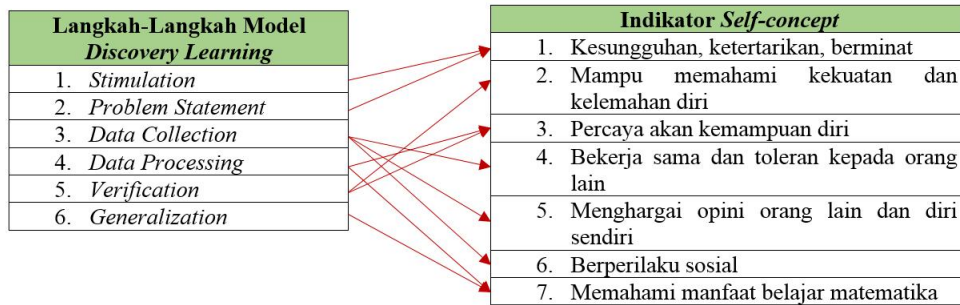 Langkah-Langkah Model
Discovery Learning
1. Stimulation
2. Problem Statement
3. Data Collection
4. Data Processing
5. Verification
6. Generalization
Indikator Self-concept
1. Kesungguhan, ketertarikan, berminat
2. Mampu memahami kekuatan dan
kelemahan diri
3. Percaya akan kemampuan diri
4. Bekerja sama dan toleran kepada orang
lain
5. Menghargai opini orang lain dan diri
sendiri
6. Berperilaku sosial
7. Memahami manfaat belajar matematika